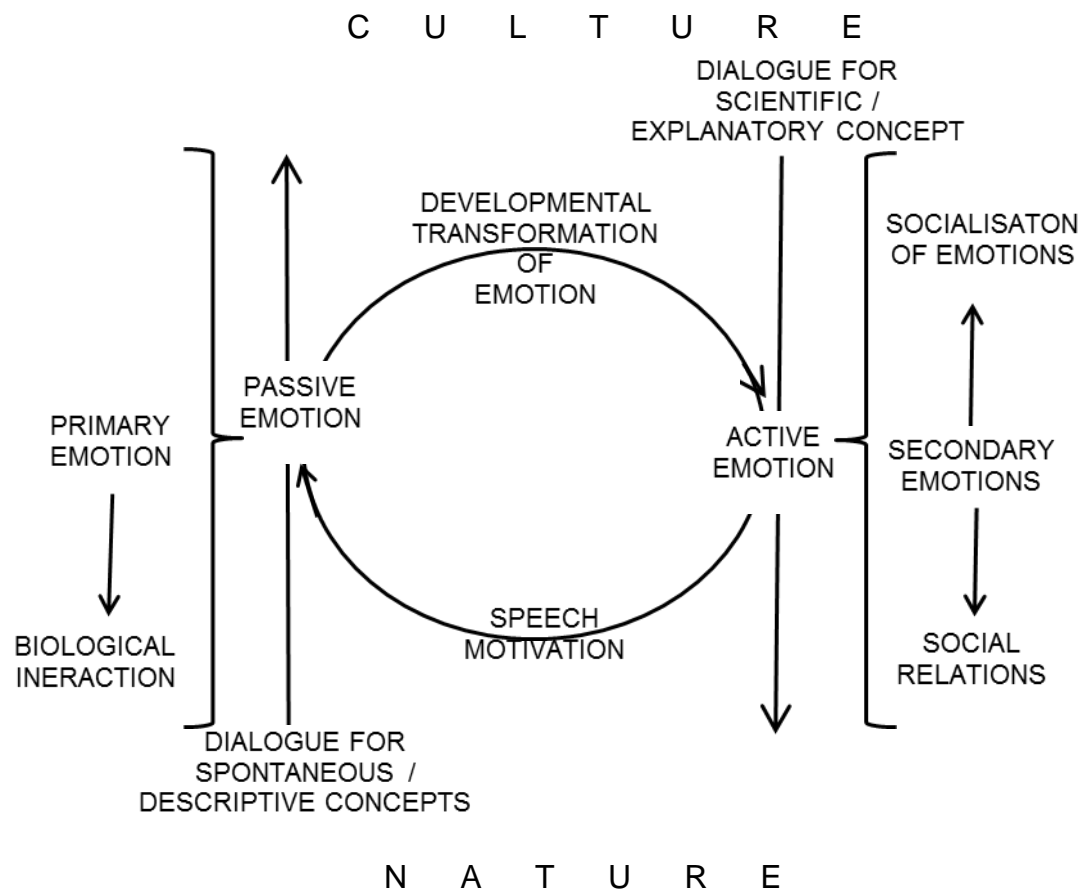 C U L T U R E
DIALOGUE FOR
SCIENTIFIC /
EXPLANATORY CONCEPT
DEVELOPMENTAL
TRANSFORMATION
OF
EMOTION
SOCIALISATON
OF EMOTIONS
PASSIVE
EMOTION
PRIMARY
EMOTION
ACTIVE
EMOTION
SECONDARY
EMOTIONS
SPEECH
MOTIVATION
BIOLOGICAL
INERACTION
SOCIAL
RELATIONS
DIALOGUE FOR
SPONTANEOUS /
DESCRIPTIVE CONCEPTS
N A T U R E